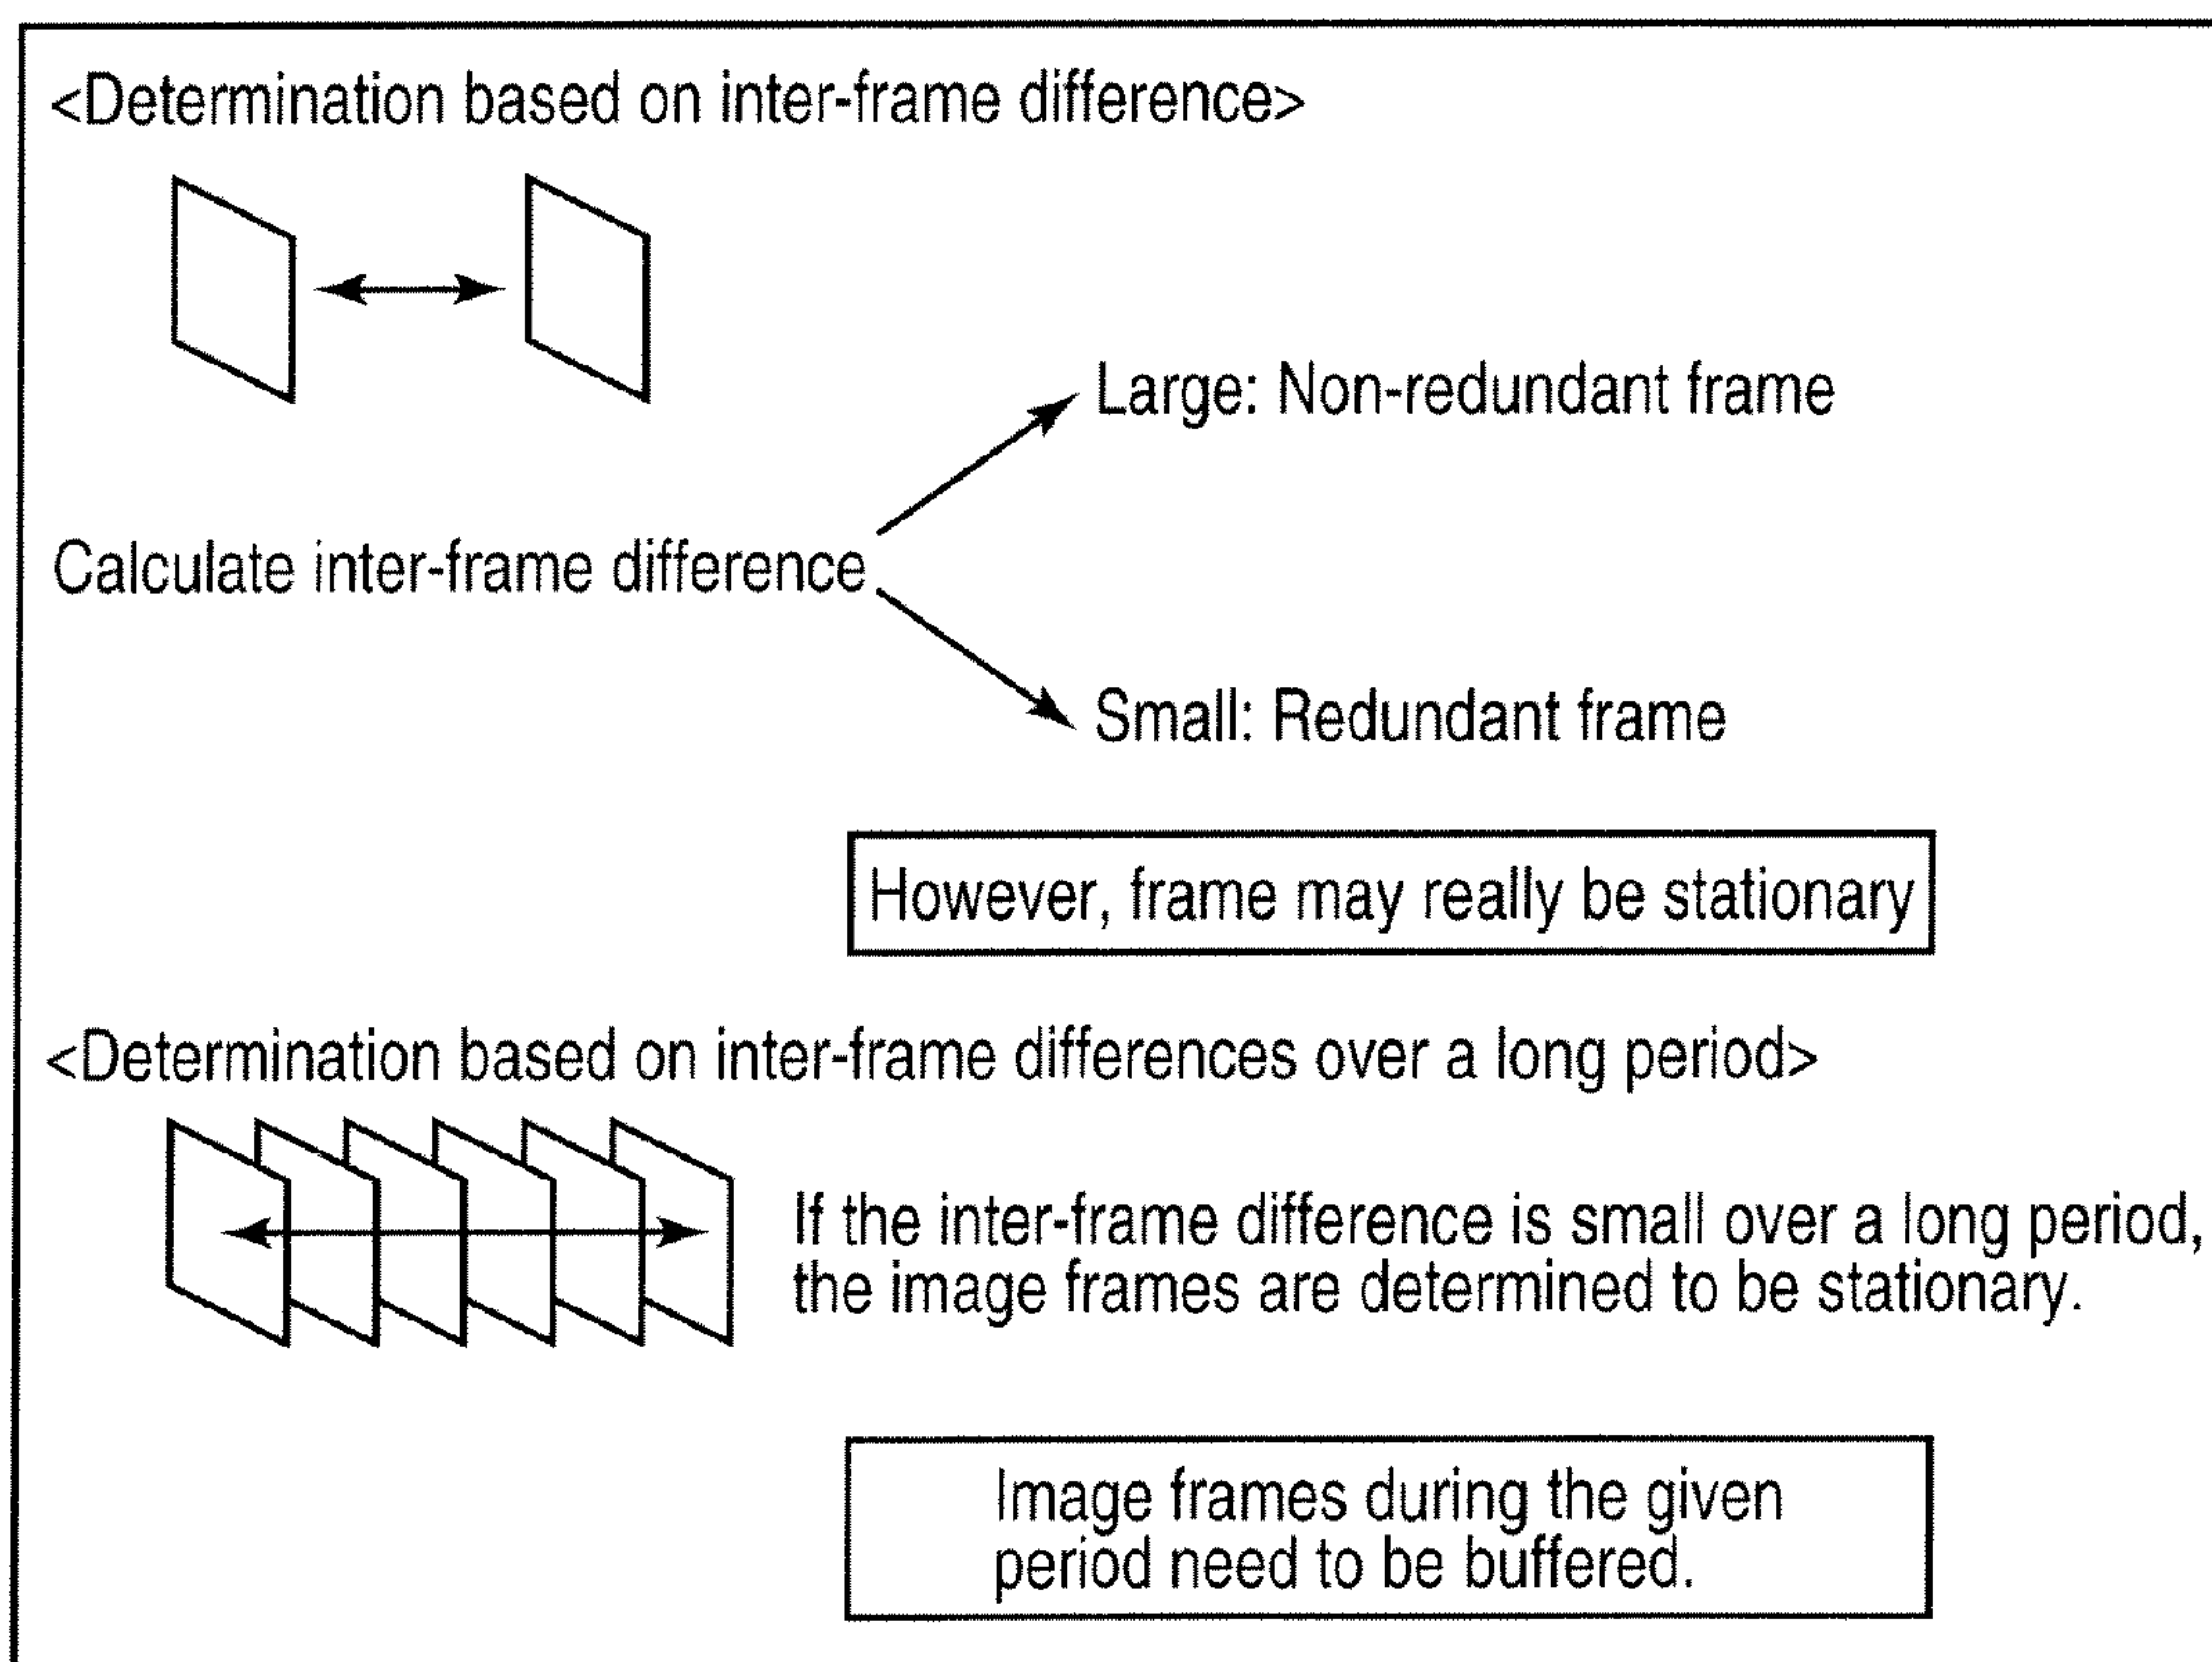 <Determination based on inter-frame difference>
Large: Non-redundant frame
Calculate inter-frame difference
Small: Redundant frame
However, frame may really be stationary
<Determination based on inter-frame differences over a long period>
If the inter-frame difference is small over a long period,
the image frames are determined to be stationary.
Image frames during the given
period need to be buffered.